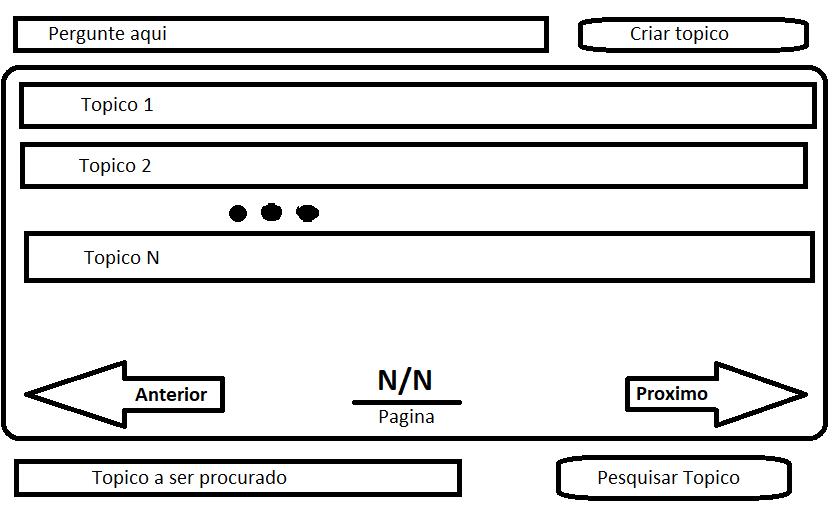 Pergunte aqui
Criar topico
Topico 1
Topico 2
Topico N
Anterior
N/N
Pagina
Proximo
Topico a ser procurado
Pesquisar Topico